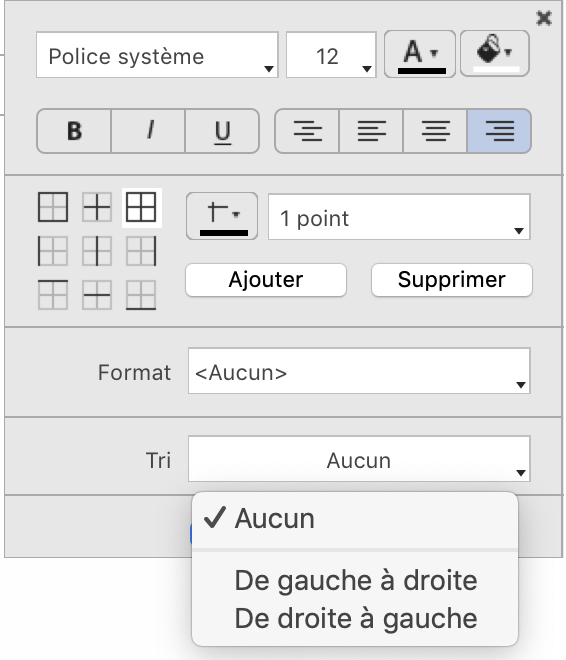 Police système
12
A
B
I
U
1 point
Ajouter
Supprimer
Format
<Aucun>
Tri
Aucun
Aucun
De gauche à droite
De droite à gauche